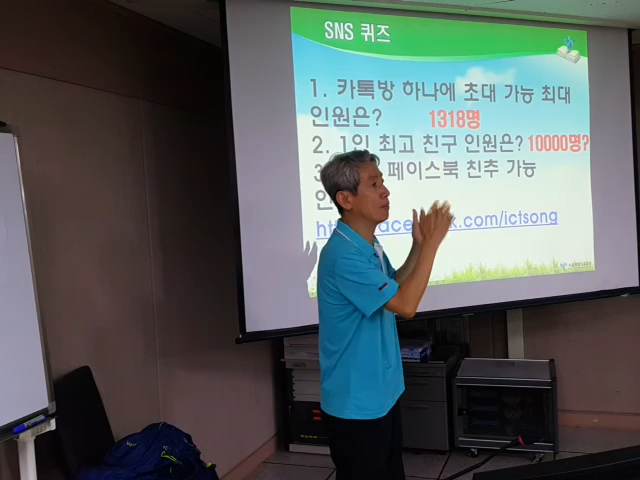 SNS 퀴즈
1. 카톡방 하나에 초대 가능 최대
인원은? 1318명
2. 1인 최고 친구 인원은? 10000명?
페이스북 친추 가능
k.com/ictsong